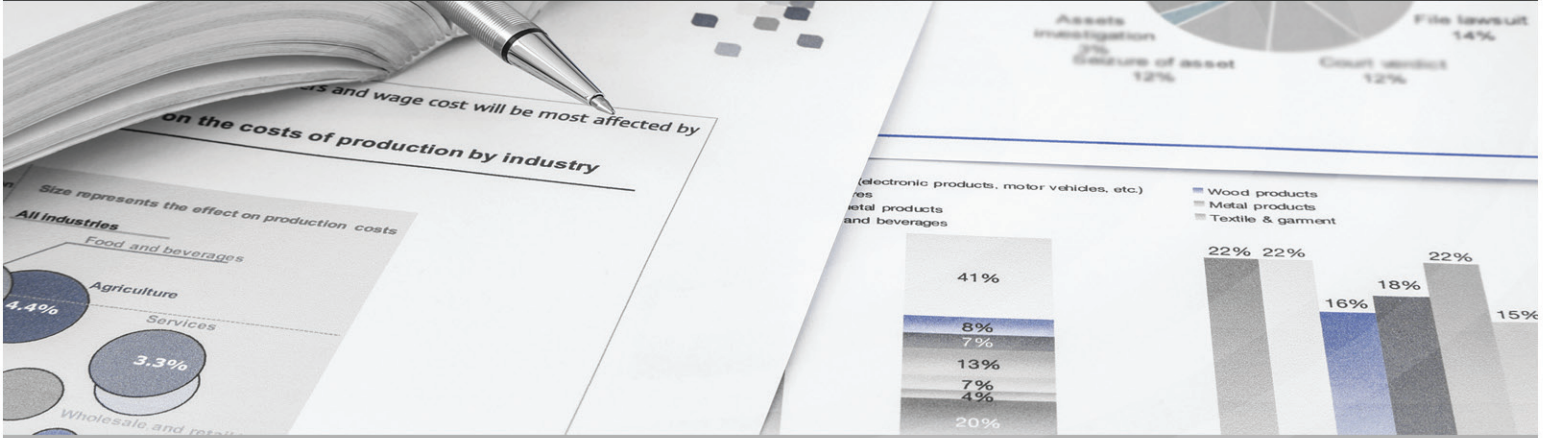 rs and wage cost will be most affected by
on the costs of production by industry
Size represents the effect on production costs
All industries
Food and beverages
Agriculture
4.4%
Services
3.3%
Wholesale and retail
Assets
investigation
3%
Seizure of asset
12%
Court verdict
12%
File lawsuit
14%
(electronic products, motor vehicles, etc.)
res
etal products
and beverages
41%
8%
7%
13%
7%
4%
20%
Wood products
Metal products
Textile & garment
22% 22%
16%
18%
22%
15%